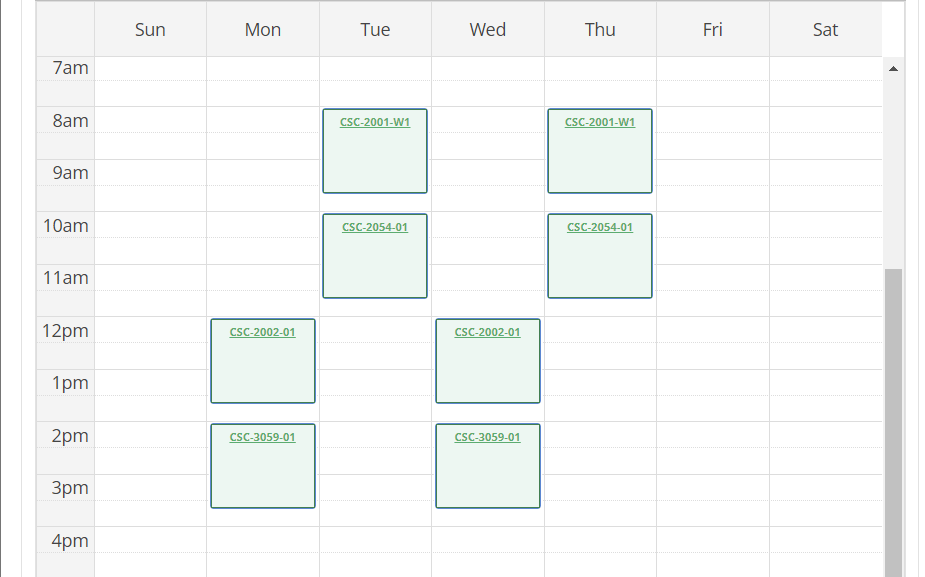 Sun Mon Tue Wed Thu Fri Sat
7am
8am CSC-2001-W1 CSC-2001-W1
9am
10am CSC-2054-01 CSC-2054-01
11am
12pm CSC-2002-01 CSC-2002-01
1pm
2pm CSC-3059-01 CSC-3059-01
3pm
4pm